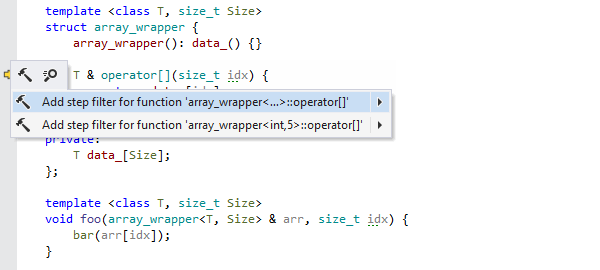 template <class T, size_t Size>
struct array_wrapper {
array_wrapper(): data_() {}
T & operator[](size_t idx) {
Add step filter for function 'array_wrapper<...>::operator[]'
Add step filter for function 'array_wrapper<int,5>::operator[]'
private:
T data_[Size];
};
template <class T, size_t Size>
void foo(array_wrapper<T, Size> & arr, size_t idx) {
bar(arr[idx]);
}